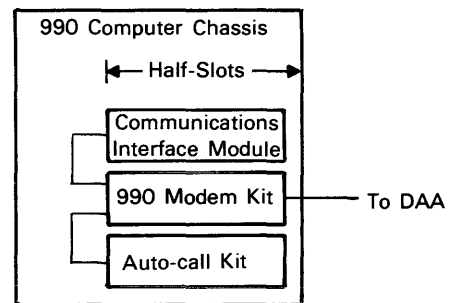 990 Computer Chassis
Half-Slots
Communications
Interface Module
990 Modem Kit
To DAA
Auto-call Kit